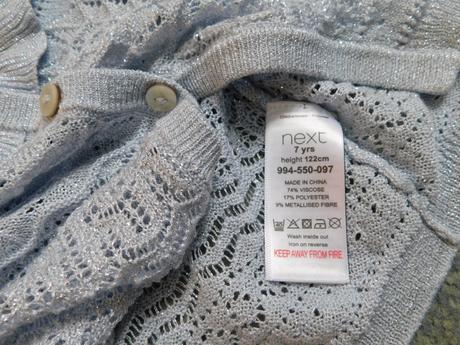 next
7 yrs
height 122cm
994-550-097
MADE IN CHINA
74% VISCOSE
17% POLYESTER
9% METALLISED FIBRE
Wash inside out
Iron on reverse
KEEP AWAY FROM FIRE